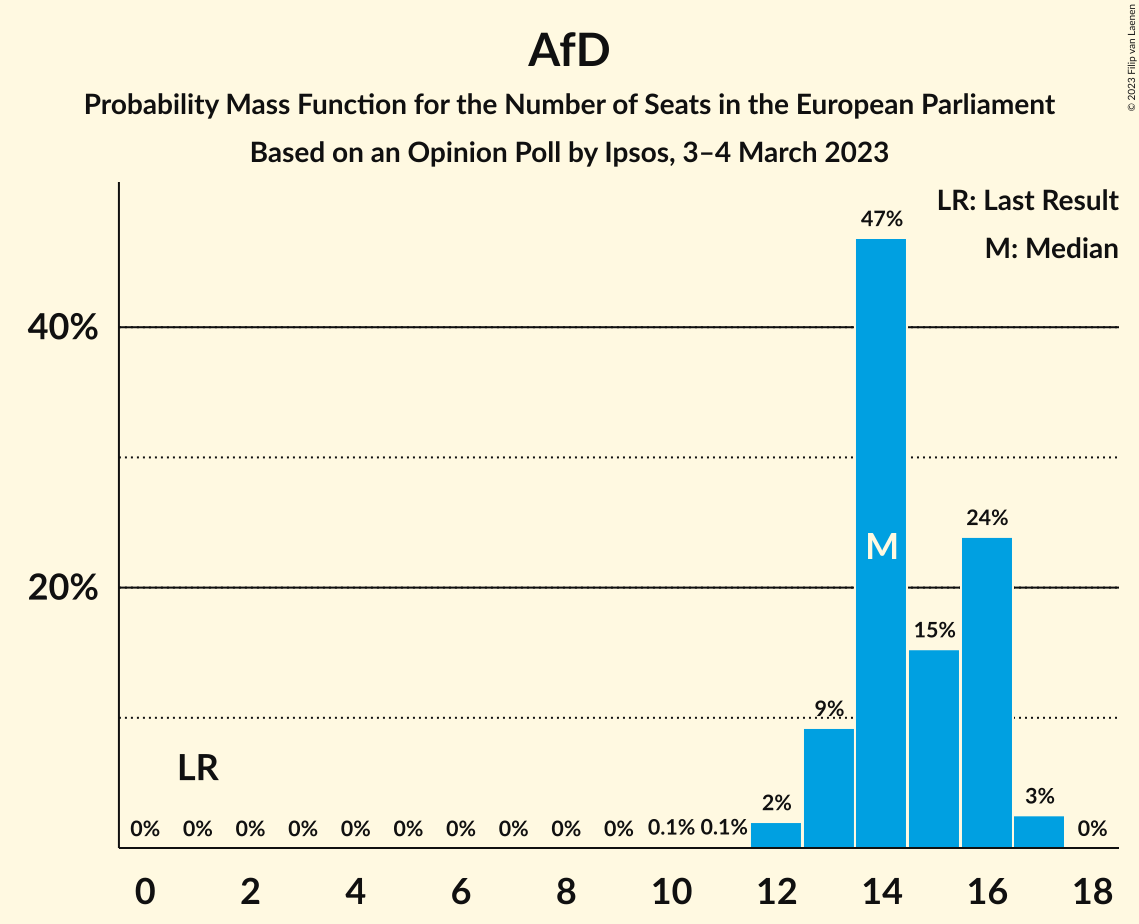 AfD
Probability Mass Function for the Number of Seats in the European Parliament
Based on an Opinion Poll by Ipsos, 3–4 March 2023
© 2023 Filip van Laenen
LR: Last Result
M: Median
47%
40%
24%
M
20%
15%
9%
LR
2%
3%
0% 0% 0% 0% 0% 0% 0% 0% 0% 0% 0.1% 0.1% 0%
0 2 4 6 8 10 12 14 16 18